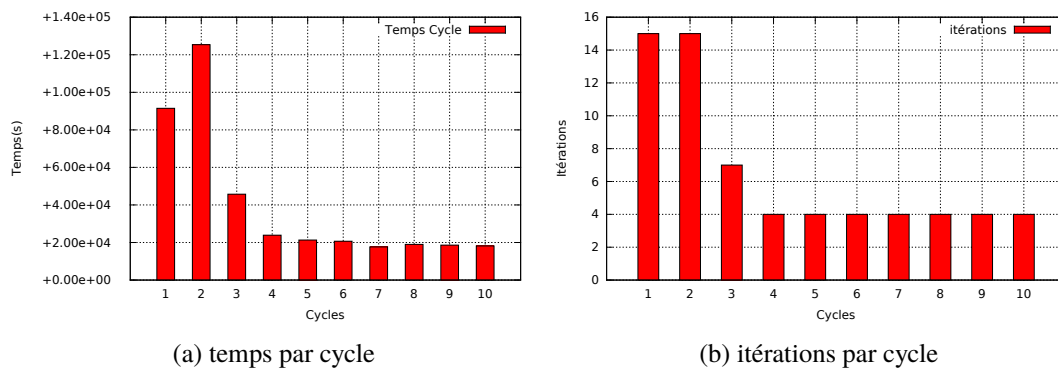 +1.40e+05
Temps Cycle
+1.20e+05
+1.00e+05
+8.00e+04
+6.00e+04
+4.00e+04
+2.00e+04
+0.00e+00
Temps(s)
1 2 3 4 5 6 7 8 9 10
Cycles
(a) temps par cycle
16
itérations
14
12
10
8
6
4
2
0
Itérations
1 2 3 4 5 6 7 8 9 10
Cycles
(b) itérations par cycle